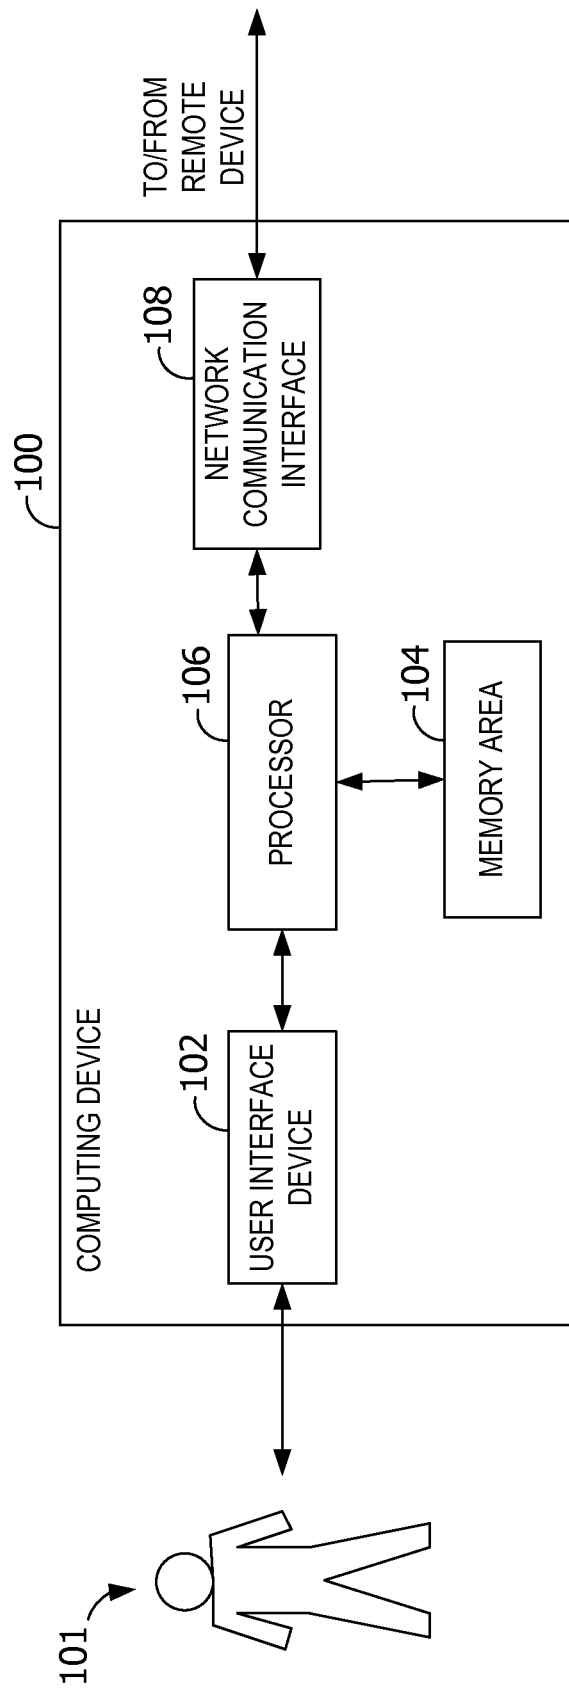 101
COMPUTING DEVICE
100
102
USER INTERFACE
DEVICE
106
PROCESSOR
104
MEMORY AREA
108
NETWORK
COMMUNICATION
INTERFACE
TO/FROM
REMOTE
DEVICE